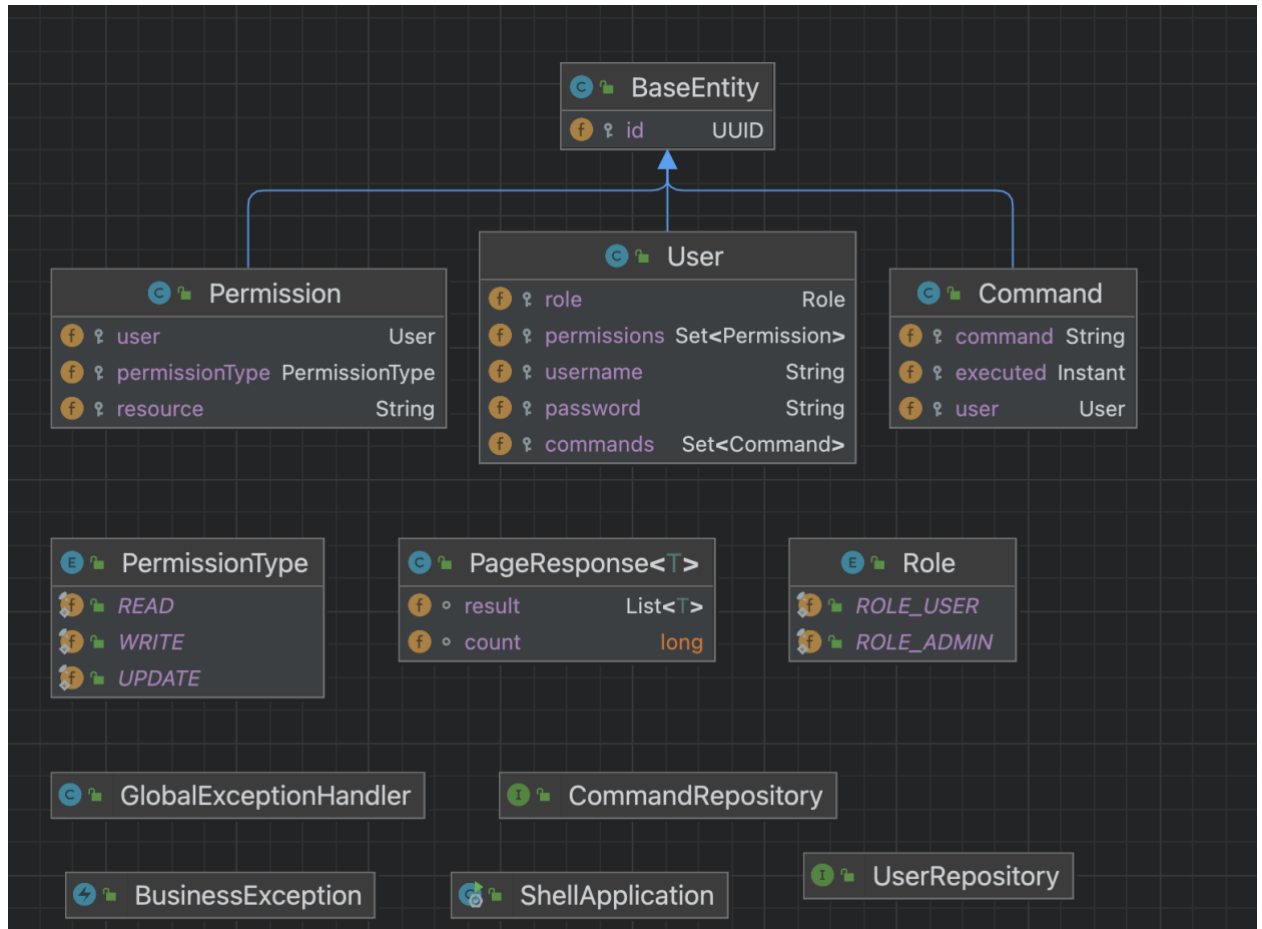 BaseEntity
id UUID
Permission
user User
permissionType PermissionType
resource String
User
role Role
permissions Set<Permission>
username String
password String
commands Set<Command>
Command
command String
executed Instant
user User
PermissionType
READ
WRITE
UPDATE
PageResponse<T>
result List<T>
count long
Role
ROLE_USER
ROLE_ADMIN
GlobalExceptionHandler
CommandRepository
BusinessException
ShellApplication
UserRepository